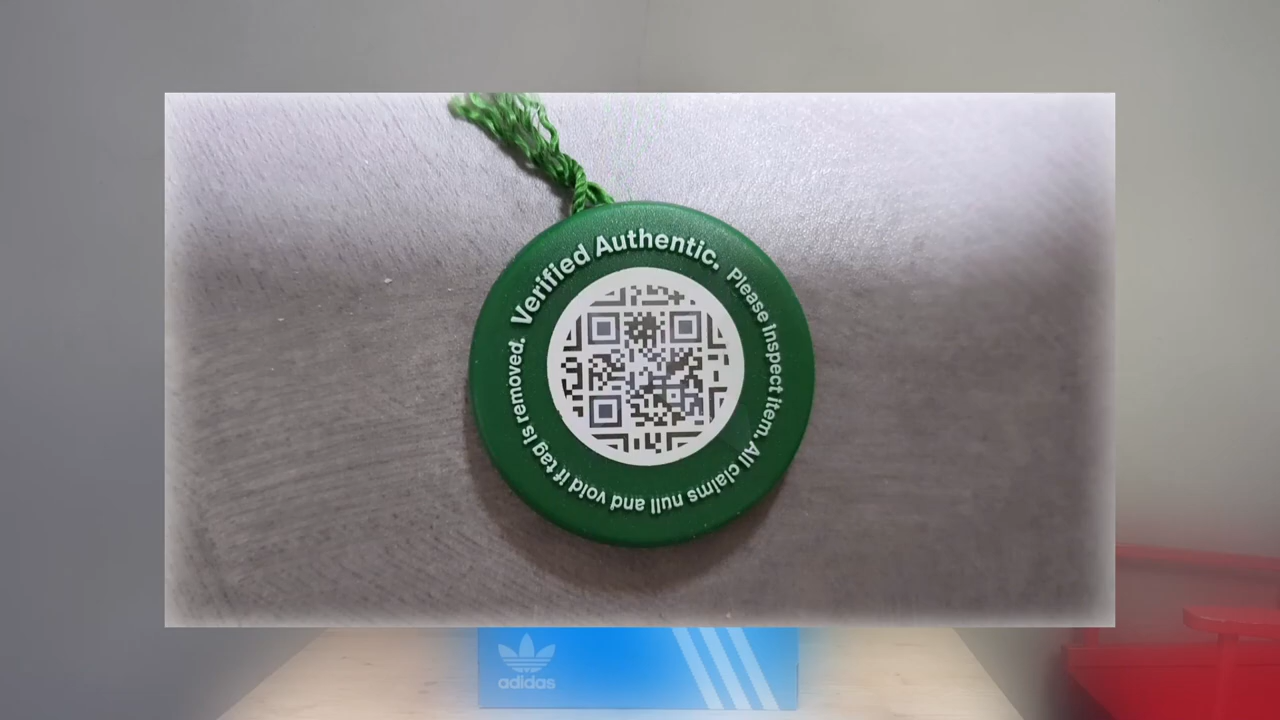 Verified Authentic.
Please inspect item. All claims null and void if tag is removed.
adidas